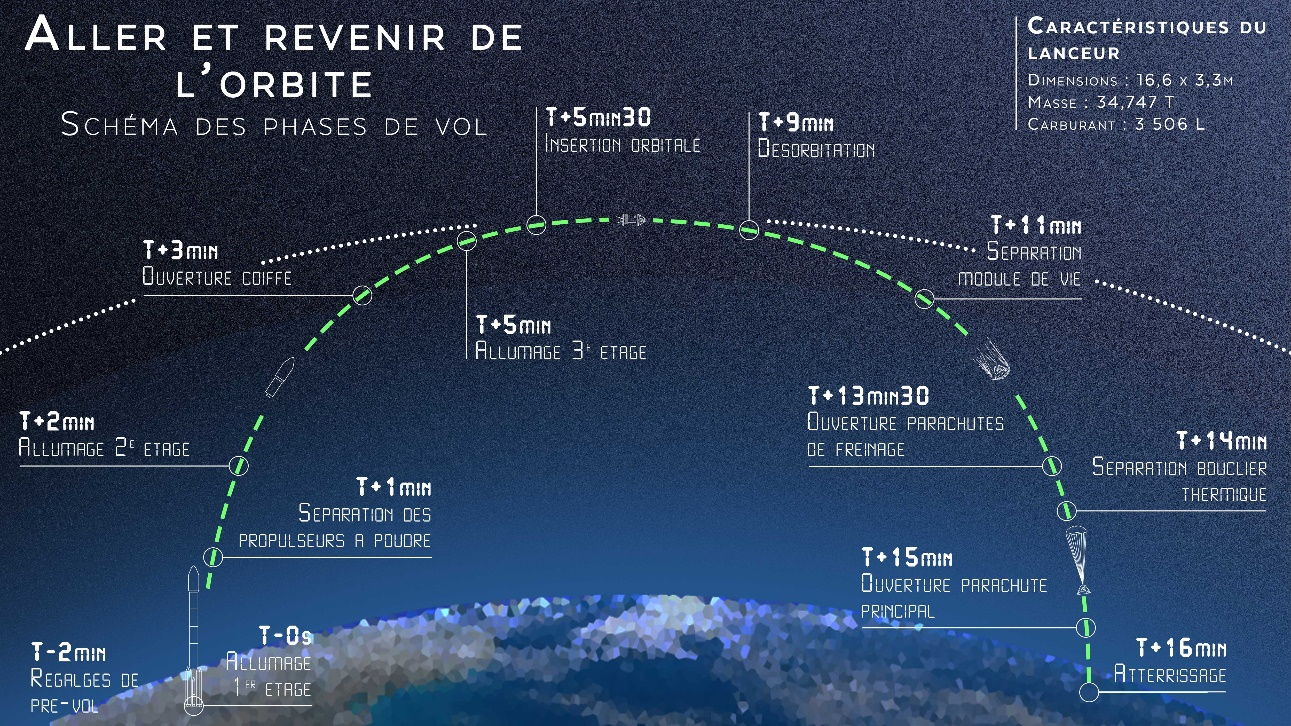 Aller et revenir de
l'orbite
Schéma des phases de vol
Caractéristiques du
lanceur
Dimensions : 16,6 x 3,3m
Masse : 34,747 T
Carburant : 3 506 L
T-2min
Regalges de
pre-vol
T-0s
Allumage
1er etage
T+1min
Separation des
propulseurs a poudre
T+2min
Allumage 2e etage
T+3min
Ouverture coiffe
T+5min
Allumage 3e etage
T+5min30
Insertion orbitale
T+9min
Desorbitation
T+11min
Separation
module de vie
T+13min30
Ouverture parachutes
de freinage
T+14min
Separation bouclier
thermique
T+15min
Ouverture parachute
principal
T+16min
Atterrissage